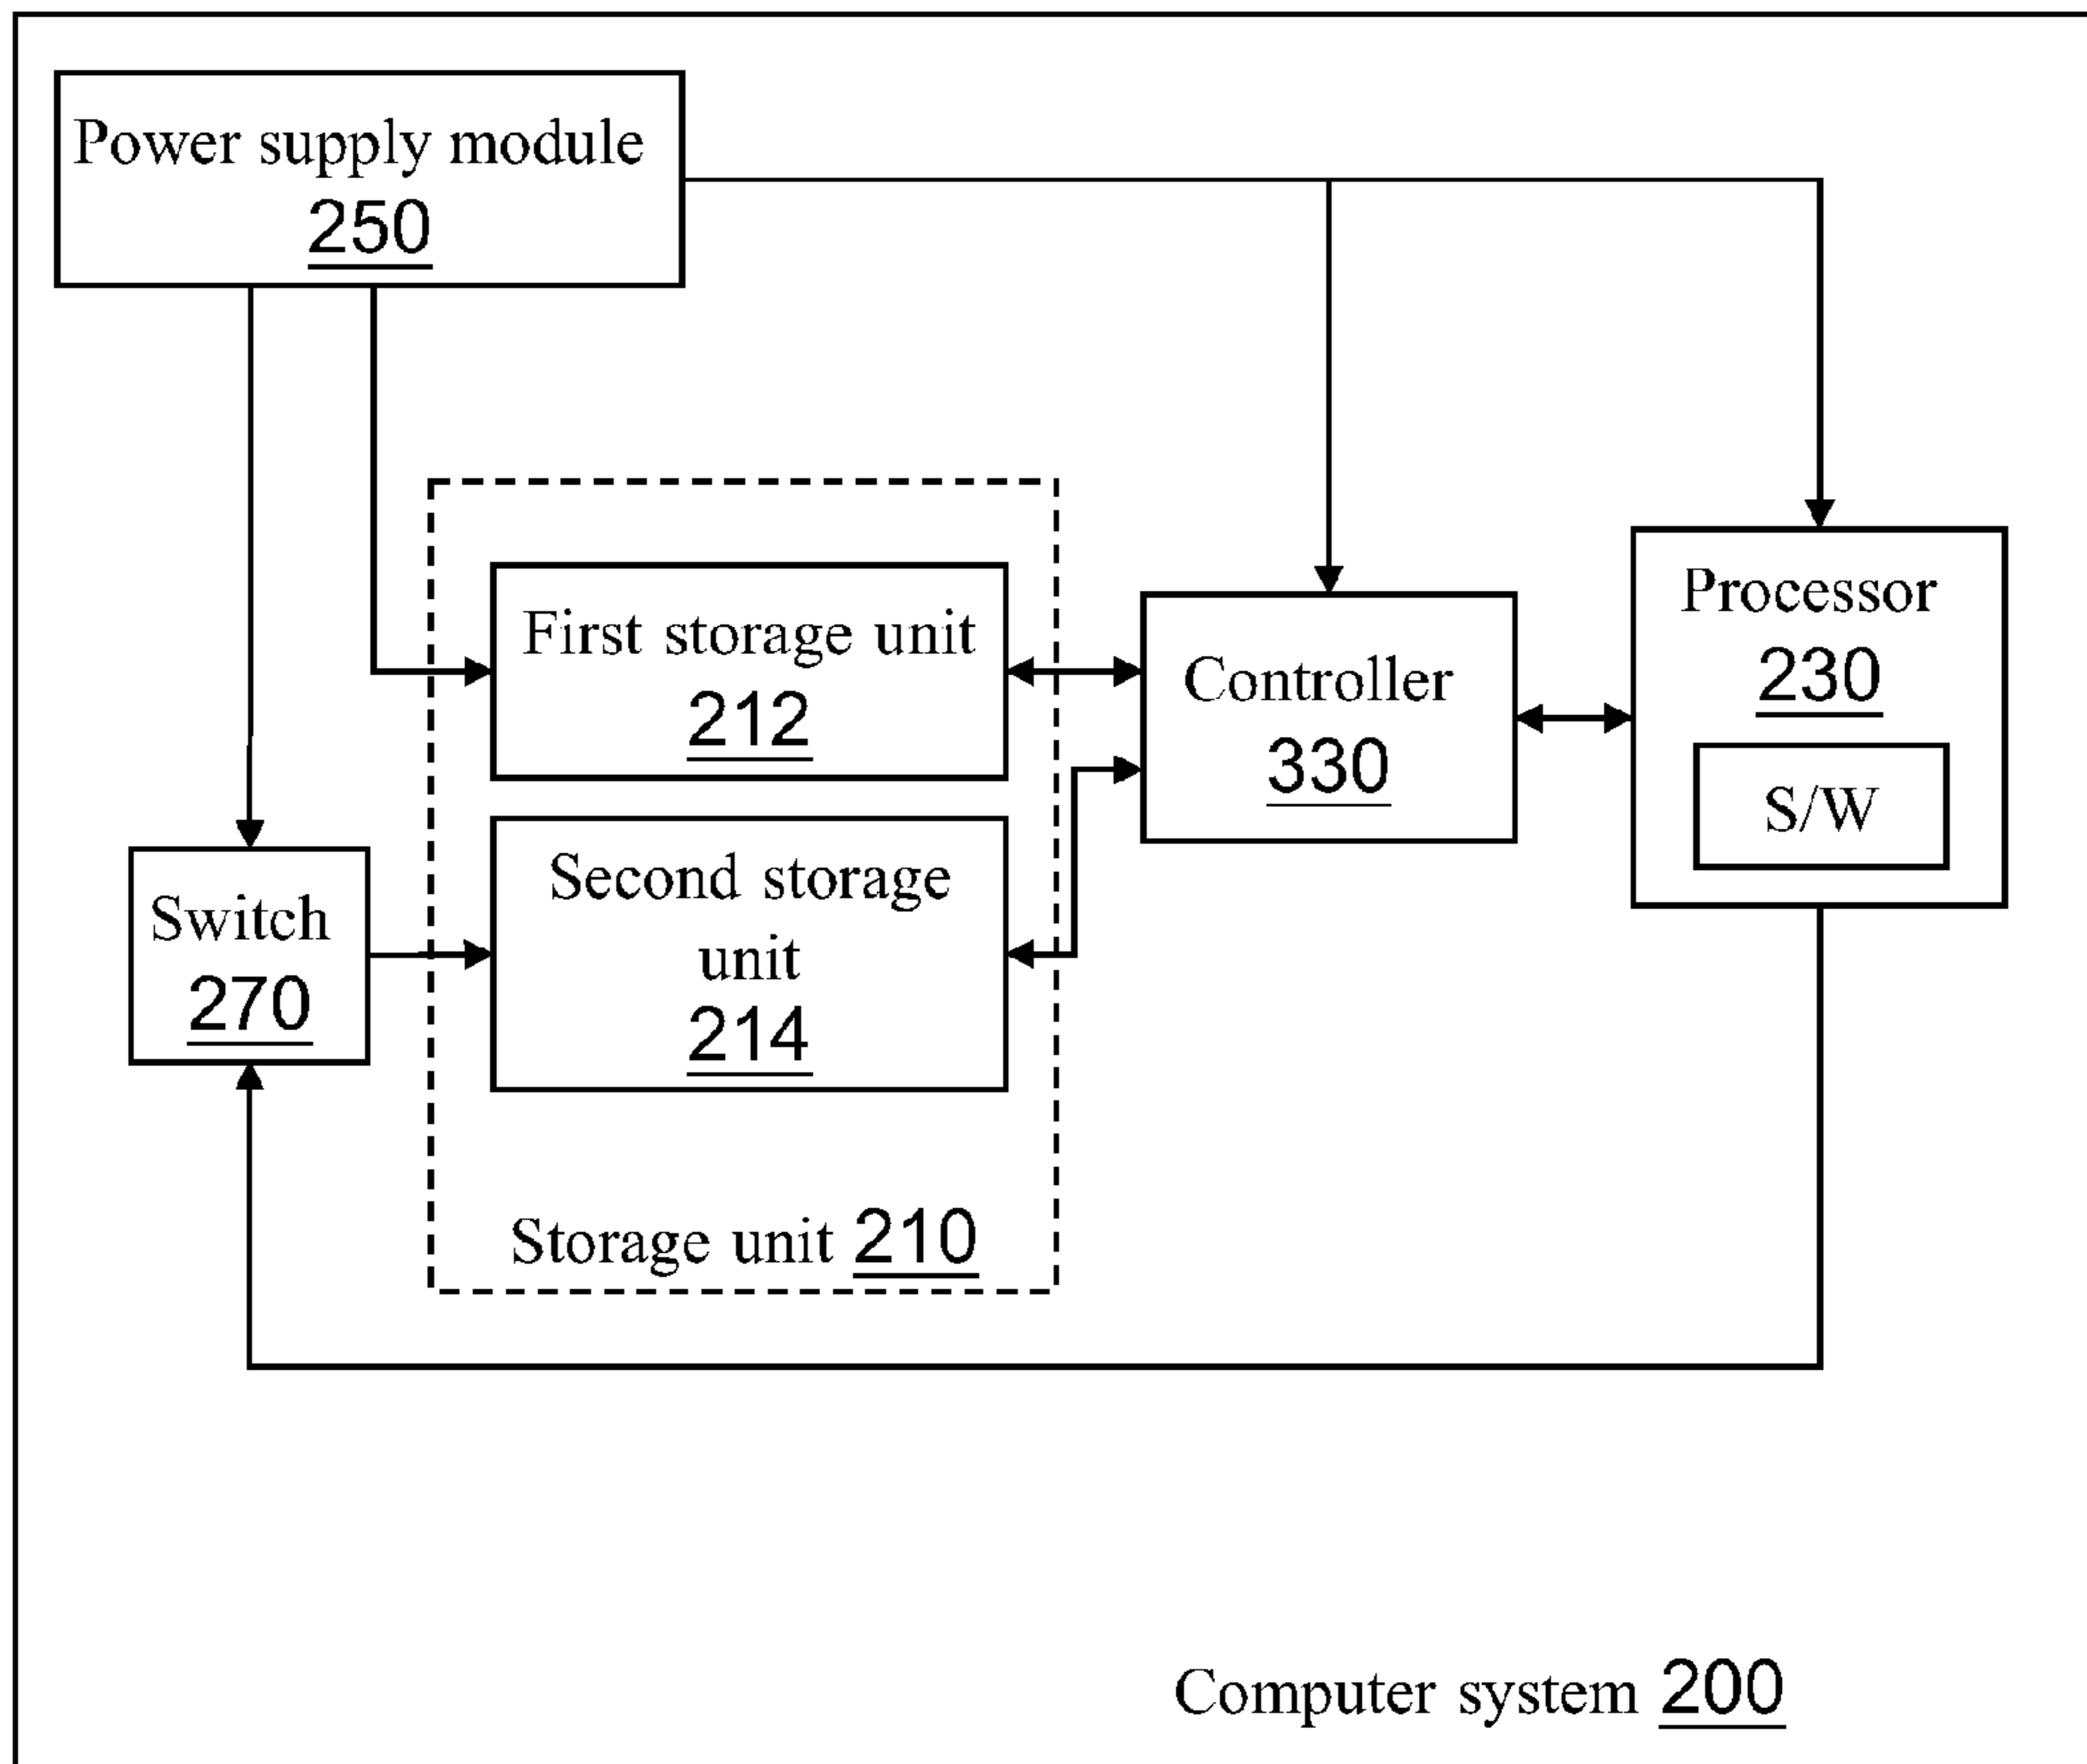 Power supply module
250
First storage unit
212
Second storage
unit
214
Storage unit 210
Switch
270
Controller
330
Processor
230
S/W
Computer system 200